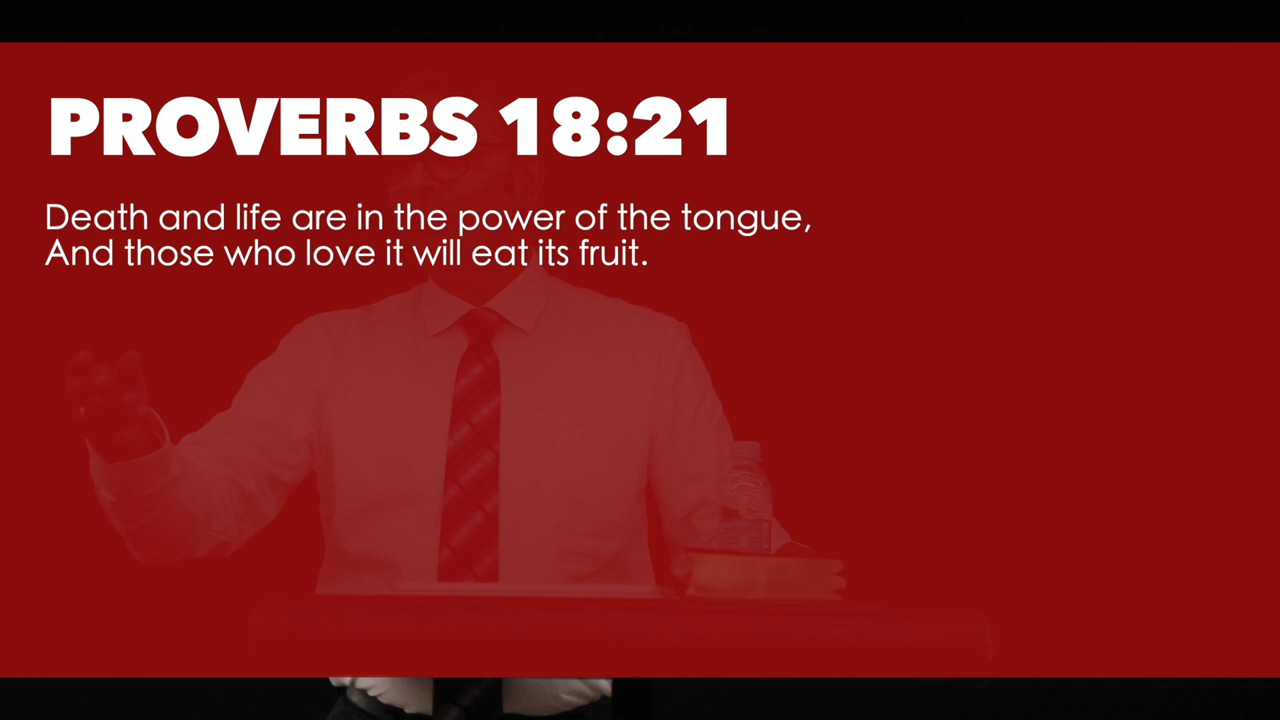 PROVERBS 18:21
Death and life are in the power of the tongue,
And those who love it will eat its fruit.